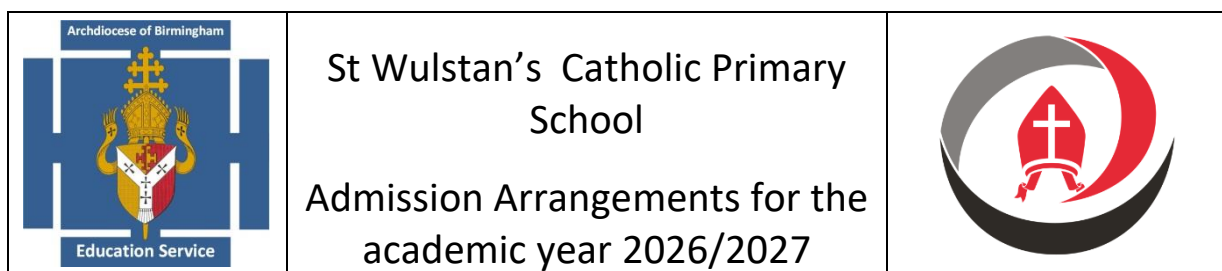 Archdiocese of Birmingham
Education Service
St Wulstan’s  Catholic Primary
School
Admission Arrangements for the
academic year 2026/2027